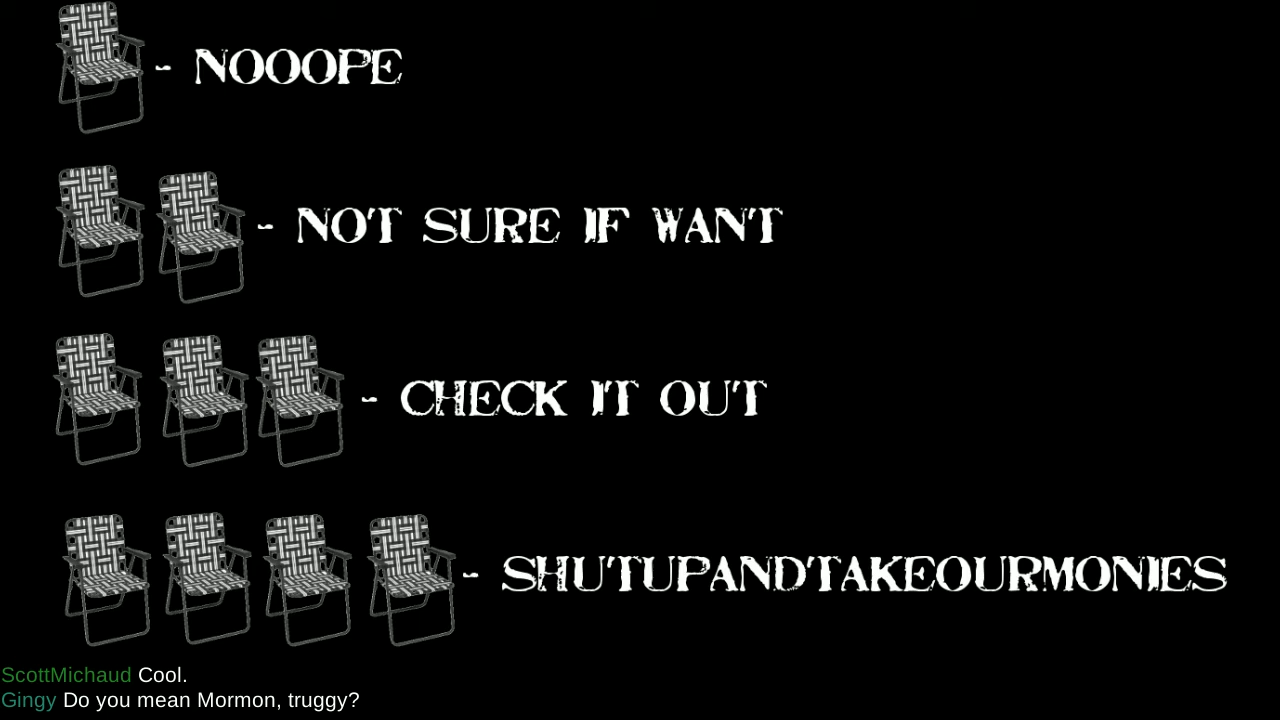 - NOOOPE
- NOT SURE IF WANT
- CHECK IT OUT
- SHUTUPANDTAKEOURMONIES
ScottMichaud Cool.
Gingy Do you mean Mormon, truggy?